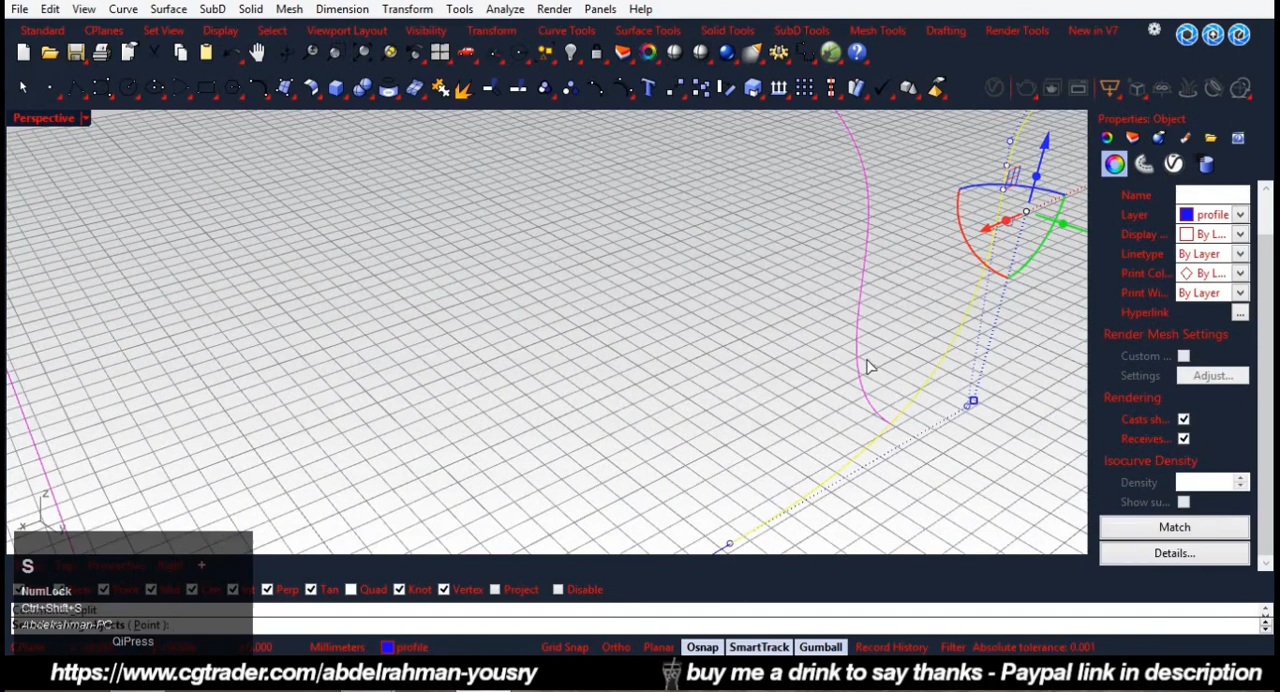 File Edit View Curve Surface SubD Solid Mesh Dimension Transform Tools Analyze Render Panels Help
Standard CPlanes Set View Display Select Viewport Layout Visibility Transform Curve Tools Surface Tools Solid Tools SubD Tools Mesh Tools Drafting Render Tools New in V7
Perspective
Properties: Object
Name
Layer profile
Display ... By L...
Linetype By Layer
Print Col... By L...
Print Wi... By Layer
Hyperlink ...
Render Mesh Settings
Custom ...
Settings Adjust...
Rendering
Casts sh...
Receives...
Isocurve Density
Density
Show su...
Match
Details...
z
x y
S
NumLock
Ctrl+Shift+S
Abdelrahman-PC
QiPress
Perp Tan Quad Knot Vertex Project Disable
( Point ):
Millimeters profile Grid Snap Ortho Planar Osnap SmartTrack Gumball Record History Filter Absolute tolerance: 0.001
https://www.cgtrader.com/abdelrahman-yousry buy me a drink to say thanks - Paypal link in description